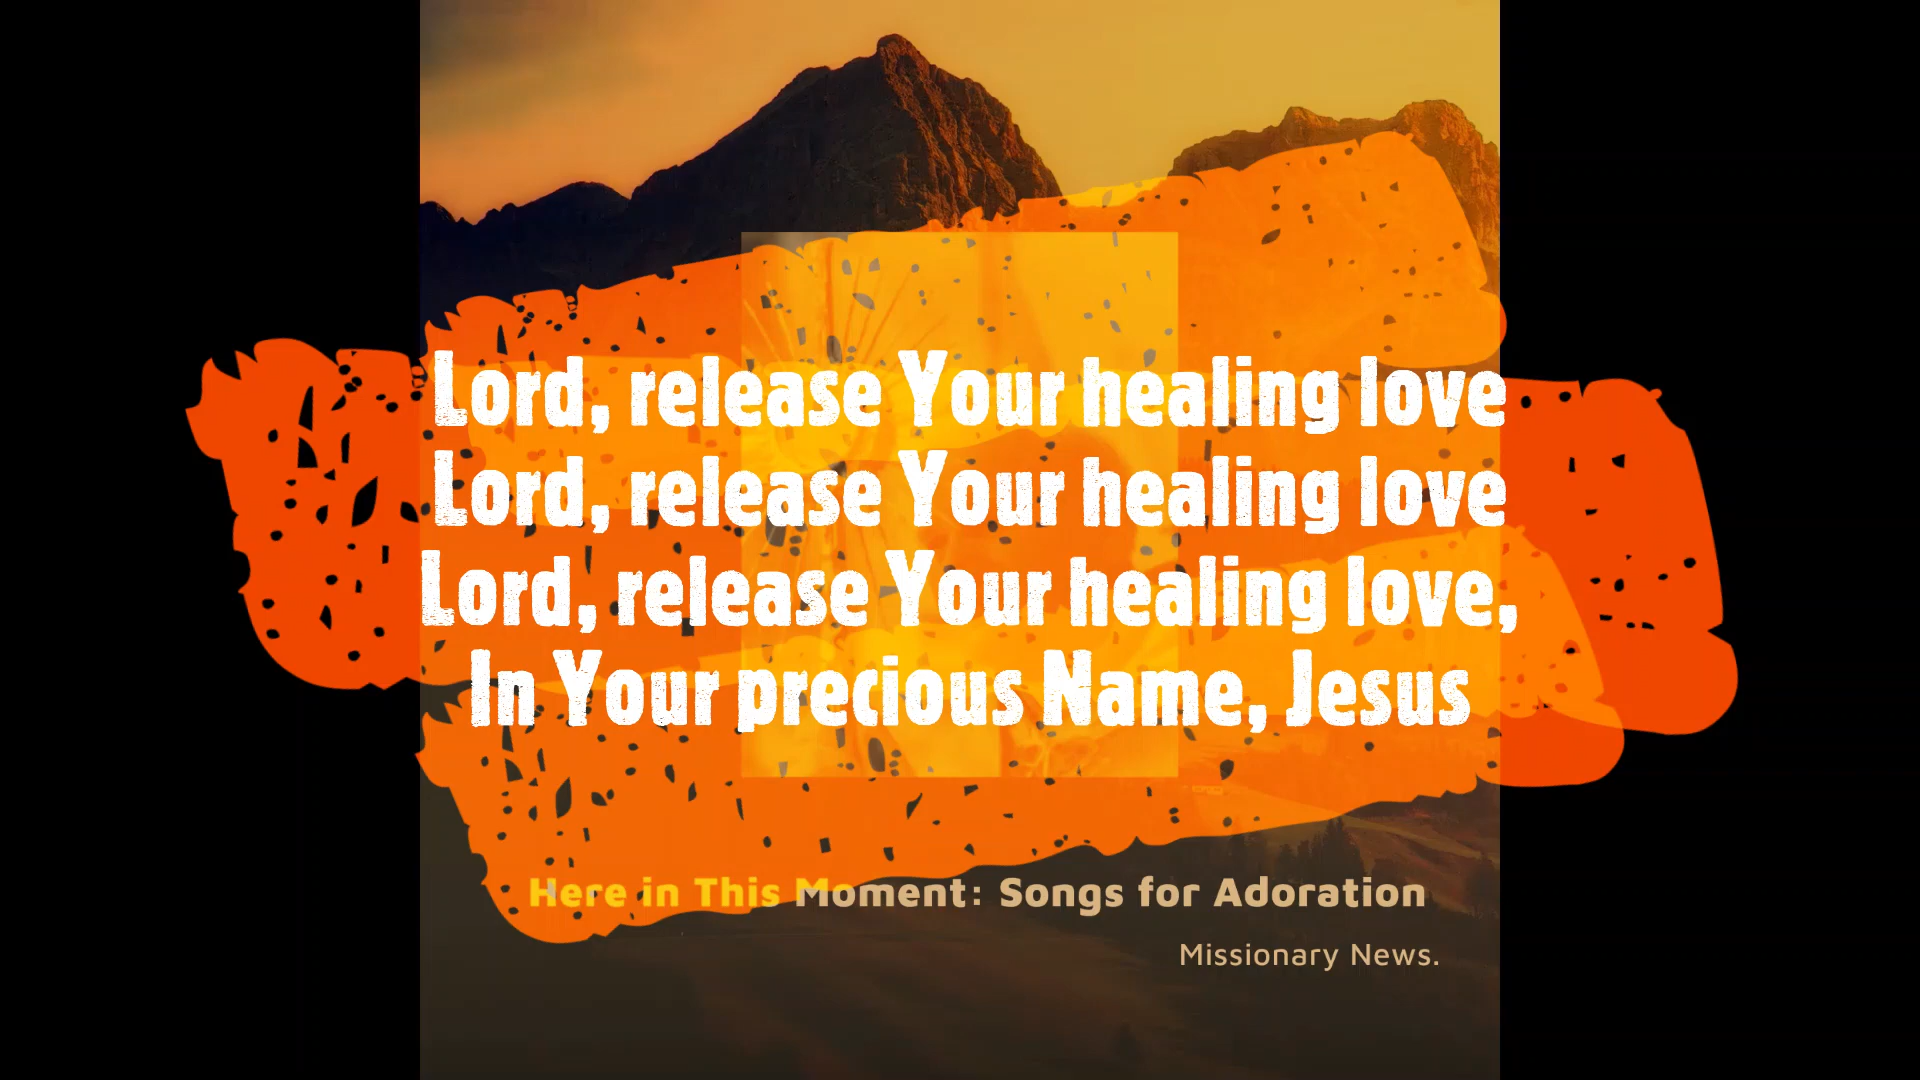 Lord, release Your healing love
Lord, release Your healing love
Lord, release Your healing love,
In Your precious Name, Jesus
Here in This Moment: Songs for Adoration
Missionary News.